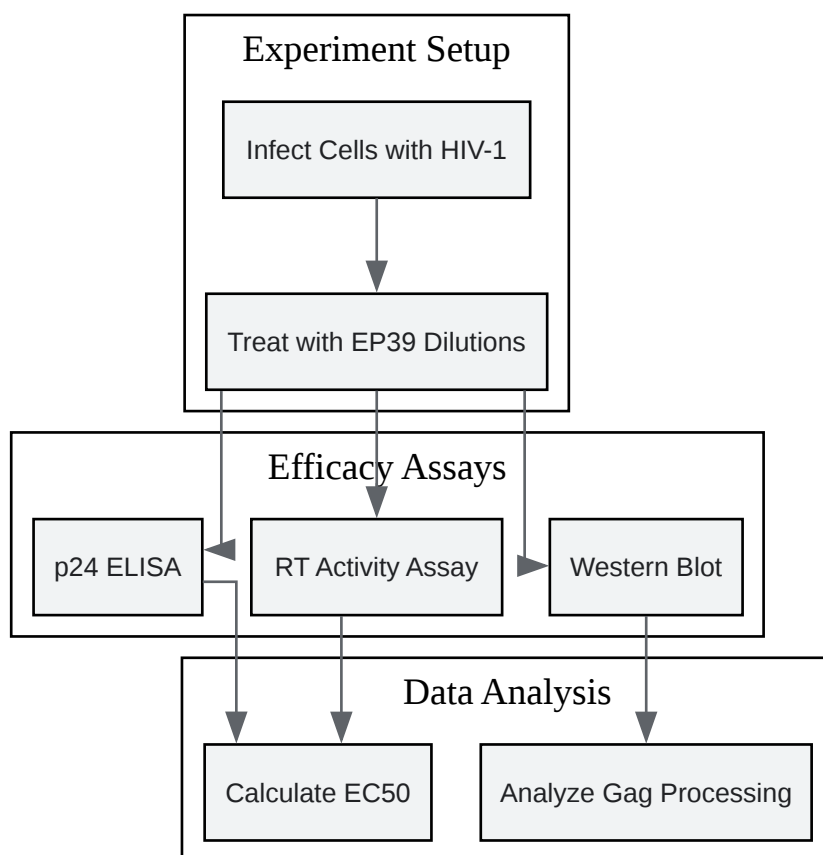 Experiment Setup
Infect Cells with HIV-1
Treat with EP39 Dilutions
Efficacy Assays
p24 ELISA
RT Activity Assay
Western Blot
Data Analysis
Calculate EC50
Analyze Gag Processing